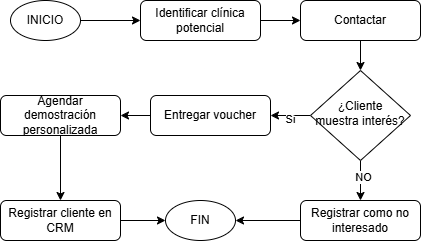 INICIO
Identificar clínica
potencial
Contactar
¿Cliente
muestra interés?
Sí
NO
Entregar voucher
Agendar
demostración
personalizada
Registrar cliente en
CRM
FIN
Registrar como no
interesado